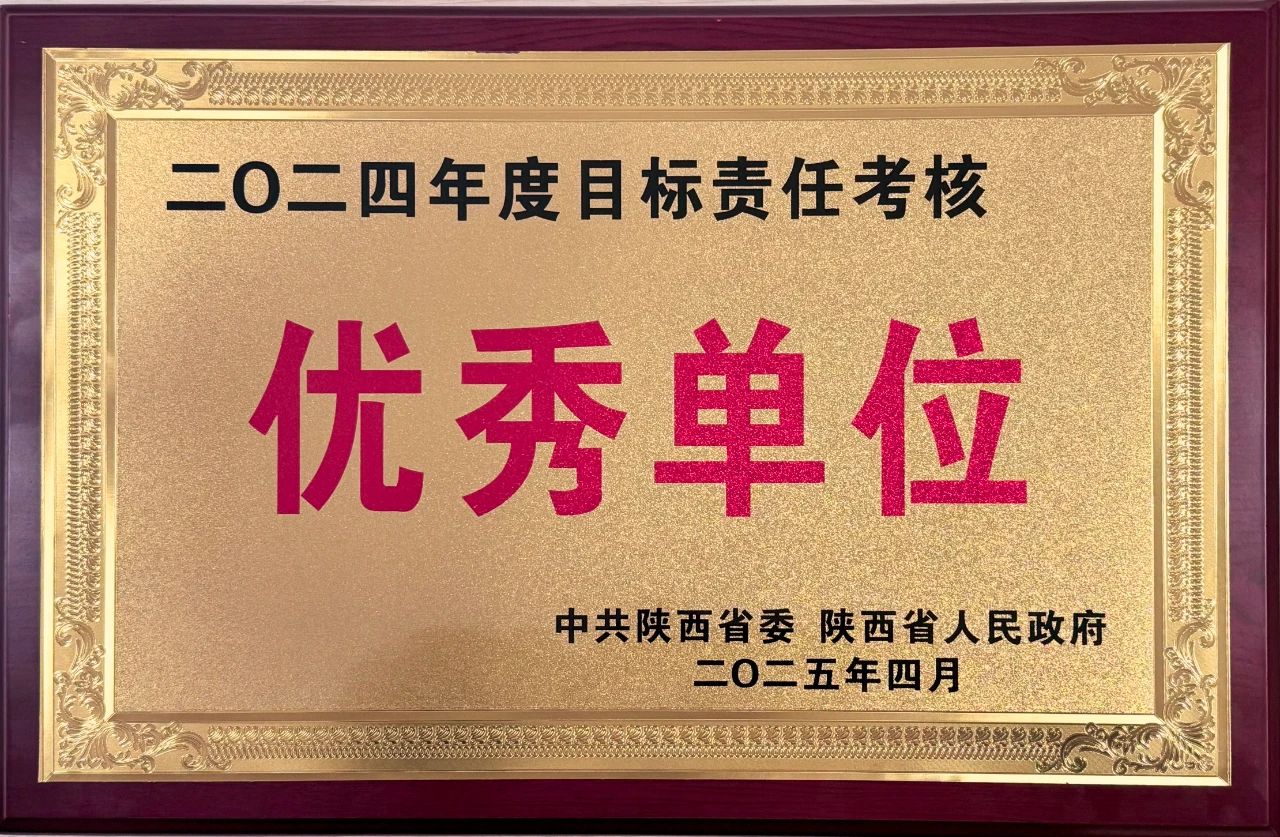 二〇二四年度目标责任考核
优秀单位
中共陕西省委 陕西省人民政府
二〇二五年四月